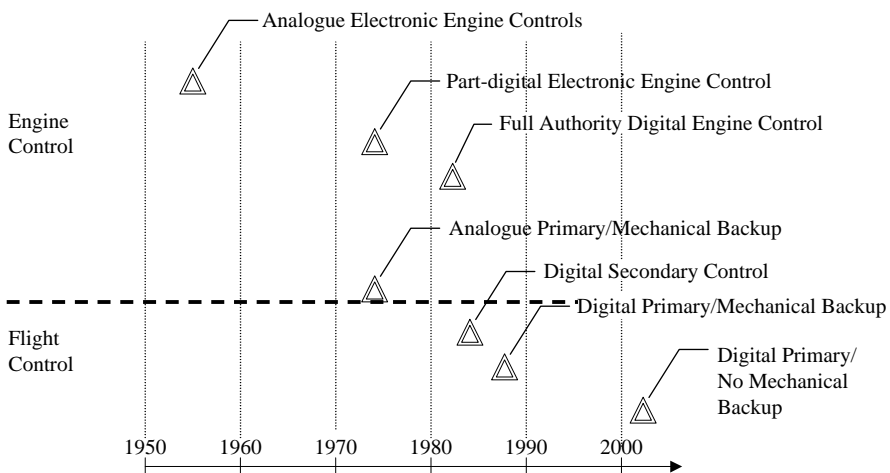 Analogue Electronic Engine Controls
Part-digital Electronic Engine Control
Full Authority Digital Engine Control
Engine
Control
Analogue Primary/Mechanical Backup
Digital Secondary Control
Digital Primary/Mechanical Backup
Flight
Control
Digital Primary/
No Mechanical
Backup
1950 1960 1970 1980 1990 2000